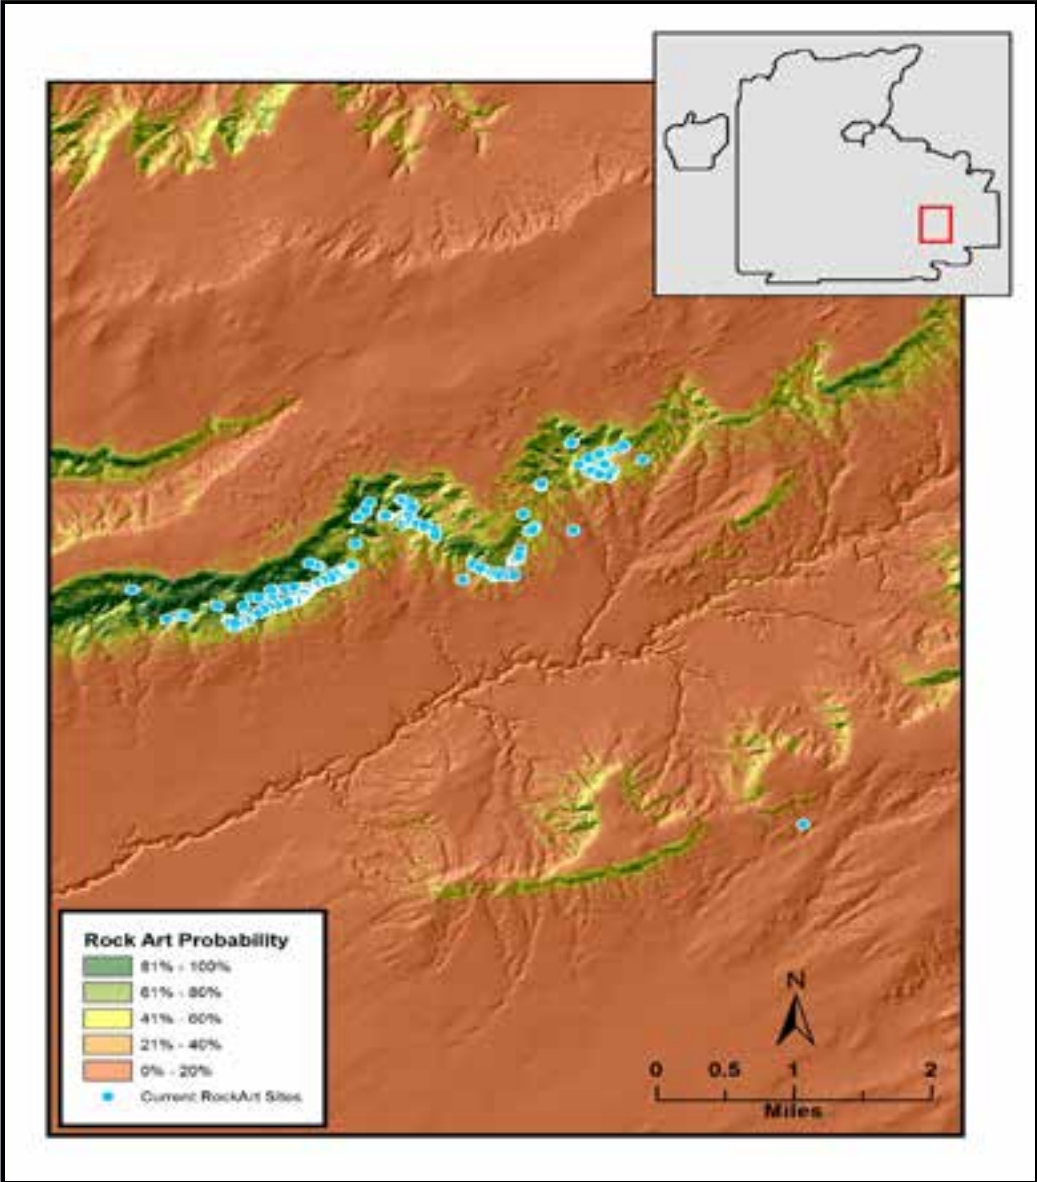 Rock Art Probability
81% - 100%
61% - 80%
41% - 60%
21% - 40%
0% - 20%
Current RockArt Sites
N
0 0.5 1 2
Miles